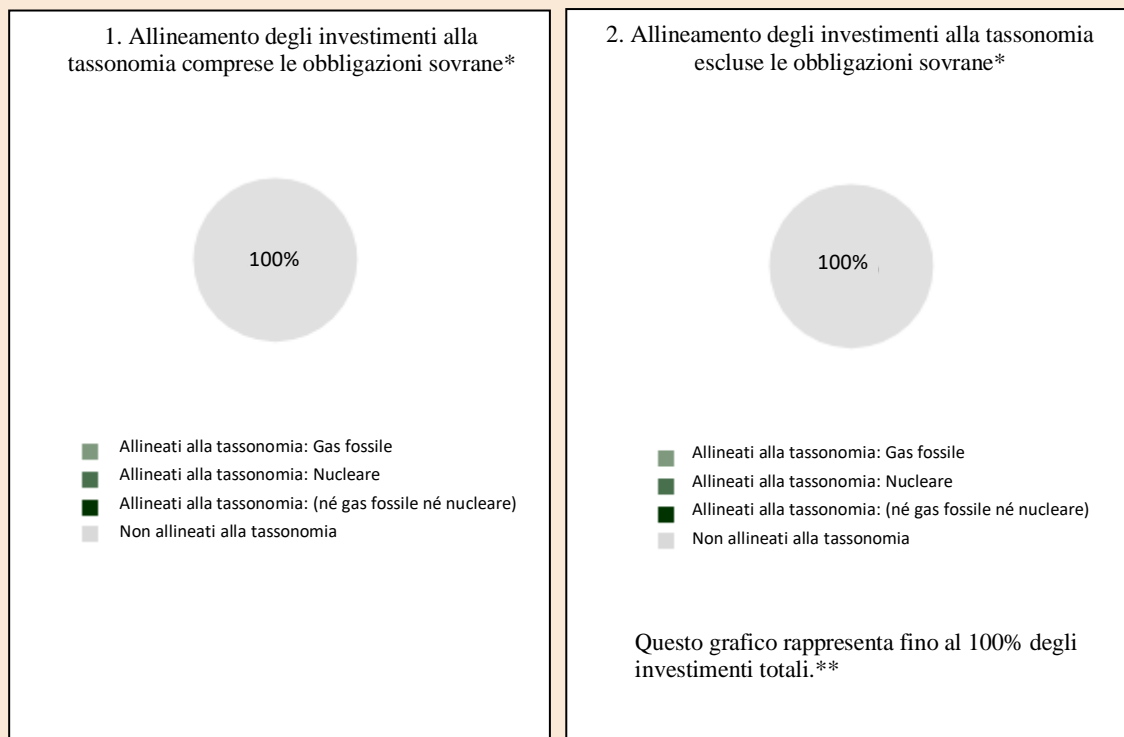 1. Allineamento degli investimenti alla
tassonomia comprese le obbligazioni sovrane*
100%
Allineati alla tassonomia: Gas fossile
Allineati alla tassonomia: Nucleare
Allineati alla tassonomia: (né gas fossile né nucleare)
Non allineati alla tassonomia
2. Allineamento degli investimenti alla tassonomia
escluse le obbligazioni sovrane*
100%
Allineati alla tassonomia: Gas fossile
Allineati alla tassonomia: Nucleare
Allineati alla tassonomia: (né gas fossile né nucleare)
Non allineati alla tassonomia
Questo grafico rappresenta fino al 100% degli
investimenti totali.**